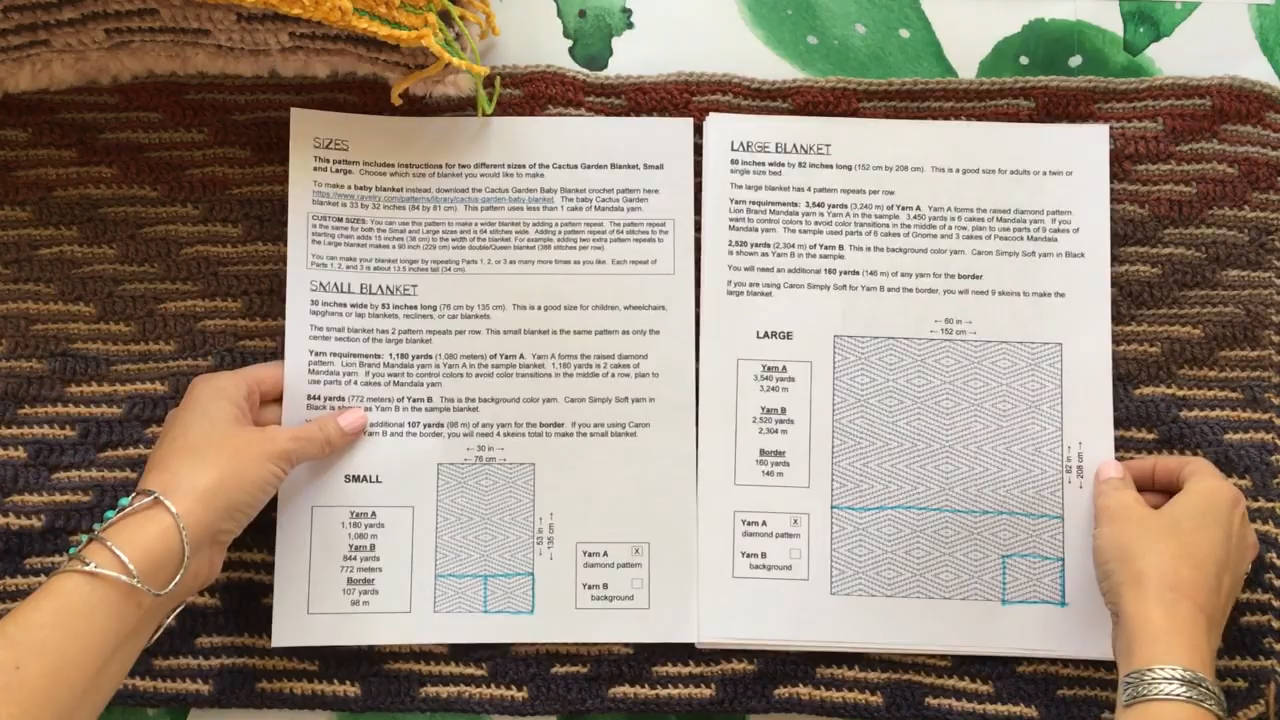 SIZES
This pattern includes instructions for two different sizes of the Cactus Garden Blanket, Small
and Large. Choose which size of blanket you would like to make.
To make a baby blanket instead, download the Cactus Garden Baby Blanket crochet pattern here:
https://www.ravelry.com/patterns/library/cactus-garden-baby-blanket. The baby Cactus Garden
blanket is 33 by 32 inches (84 by 81 cm). This pattern uses less than 1 cake of Mandala yarn.
CUSTOM SIZES: You can use this pattern to make a wider blanket by adding a pattern repeat. The pattern repeat
is the same for both the Small and Large sizes and is 64 stitches wide. Adding a pattern repeat of 64 stitches to the
starting chain adds 15 inches (38 cm) to the width of the blanket. For example, adding two extra pattern repeats to
the Large blanket makes a 90 inch (229 cm) wide double/Queen blanket (388 stitches per row).
You can make your blanket longer by repeating Parts 1, 2, or 3 as many more times as you like. Each repeat of
Parts 1, 2, and 3 is about 13.5 inches tall (34 cm).
SMALL BLANKET
30 inches wide by 53 inches long (76 cm by 135 cm). This is a good size for children, wheelchairs,
lapghans or lap blankets, recliners, or car blankets.
The small blanket has 2 pattern repeats per row. This small blanket is the same pattern as only the
center section of the large blanket.
Yarn requirements: 1,180 yards (1,080 meters) of Yarn A. Yarn A forms the raised diamond
pattern. Lion Brand Mandala yarn is Yarn A in the sample blanket. 1,180 yards is 2 cakes of
Mandala yarn. If you want to control colors to avoid color transitions in the middle of a row, plan to
use parts of 4 cakes of Mandala yarn.
844 yards (772 meters) of Yarn B. This is the background color yarn. Caron Simply Soft yarn in
Black is shown as Yarn B in the sample blanket.
additional 107 yards (98 m) of any yarn for the border. If you are using Caron
Yarn B and the border, you will need 4 skeins total to make the small blanket.
← 30 in →
← 76 cm →
SMALL
Yarn A
1,180 yards
1,080 m
Yarn B
844 yards
772 meters
Border
107 yards
98 m
← 53 in →
← 135 cm →
Yarn A X
diamond pattern
Yarn B
background
LARGE BLANKET
60 inches wide by 82 inches long (152 cm by 208 cm). This is a good size for adults or a twin or
single size bed.
The large blanket has 4 pattern repeats per row.
Yarn requirements: 3,540 yards (3,240 m) of Yarn A. Yarn A forms the raised diamond pattern.
Lion Brand Mandala yarn is Yarn A in the sample. 3,450 yards is 6 cakes of Mandala yarn. If you
want to control colors to avoid color transitions in the middle of a row, plan to use parts of 9 cakes of
Mandala yarn. The sample used parts of 6 cakes of Gnome and 3 cakes of Peacock Mandala.
2,520 yards (2,304 m) of Yarn B. This is the background color yarn. Caron Simply Soft yarn in Black
is shown as Yarn B in the sample.
You will need an additional 160 yards (146 m) of any yarn for the border.
If you are using Caron Simply Soft for Yarn B and the border, you will need 9 skeins to make the
large blanket.
← 60 in →
← 152 cm →
LARGE
Yarn A
3,540 yards
3,240 m
Yarn B
2,520 yards
2,304 m
Border
160 yards
146 m
← 82 in →
← 208 cm →
Yarn A X
diamond pattern
Yarn B
background